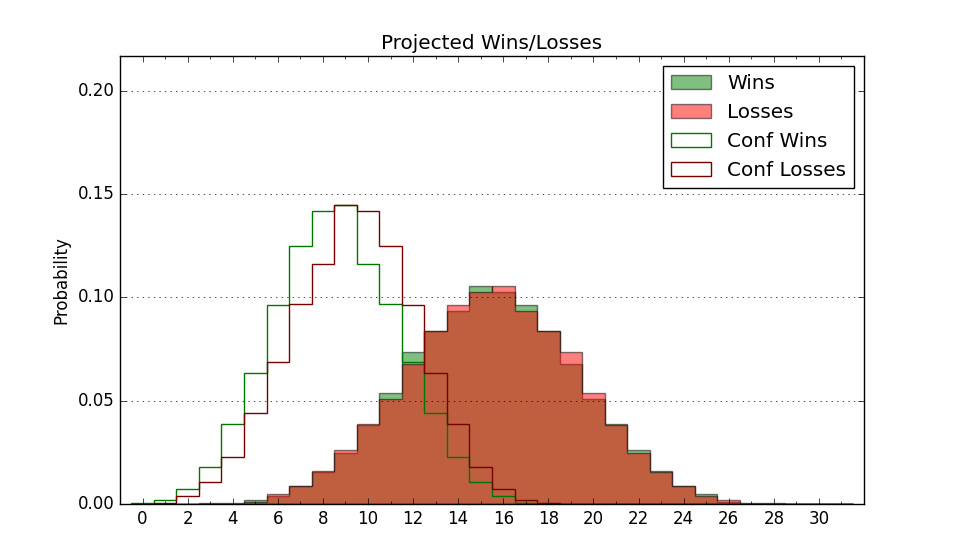 Projected Wins/Losses
Wins
Losses
Conf Wins
Conf Losses
Probability
0.20
0.15
0.10
0.05
0.00
0 2 4 6 8 10 12 14 16 18 20 22 24 26 28 30